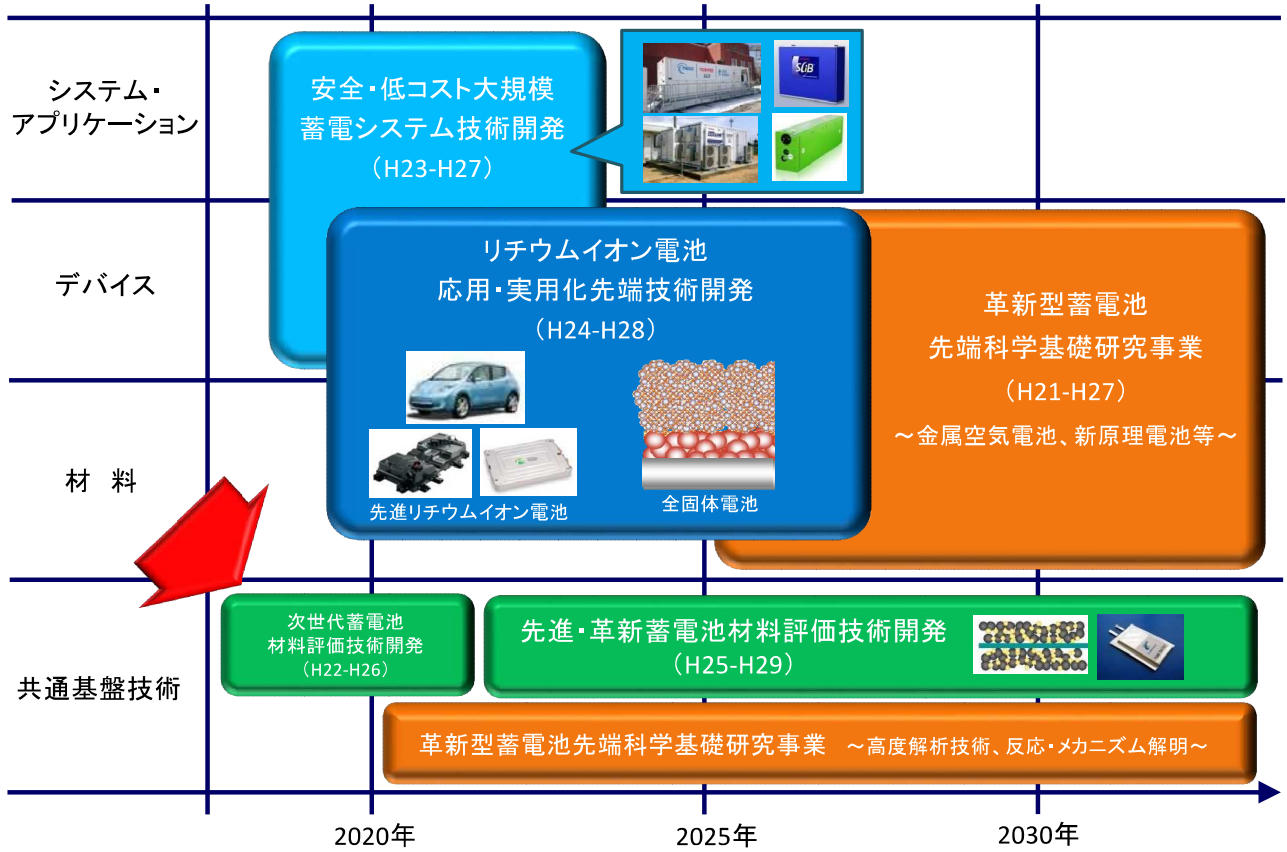 システム・
アプリケーション
安全・低コスト大規模
蓄電システム技術開発
（H23-H27）
SCiB
デバイス
リチウムイオン電池
応用・実用化先端技術開発
（H24-H28）
先進リチウムイオン電池
全固体電池
革新型蓄電池
先端科学基礎研究事業
（H21-H27）
～金属空気電池、新原理電池等～
材 料
共通基盤技術
次世代蓄電池
材料評価技術開発
（H22-H26）
先進・革新蓄電池材料評価技術開発
（H25-H29）
革新型蓄電池先端科学基礎研究事業 ～高度解析技術、反応・メカニズム解明～
2020年
2025年
2030年